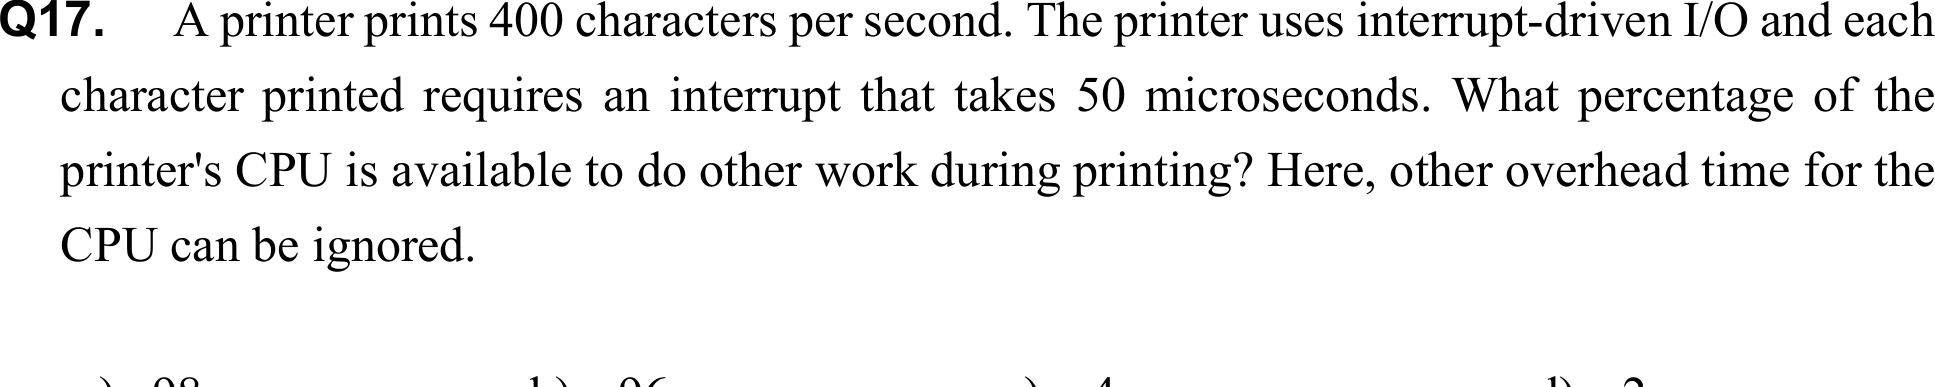 Q17. A printer prints 400 characters per second. The printer uses interrupt-driven I/O and each
character printed requires an interrupt that takes 50 microseconds. What percentage of the
printer's CPU is available to do other work during printing? Here, other overhead time for the
CPU can be ignored.